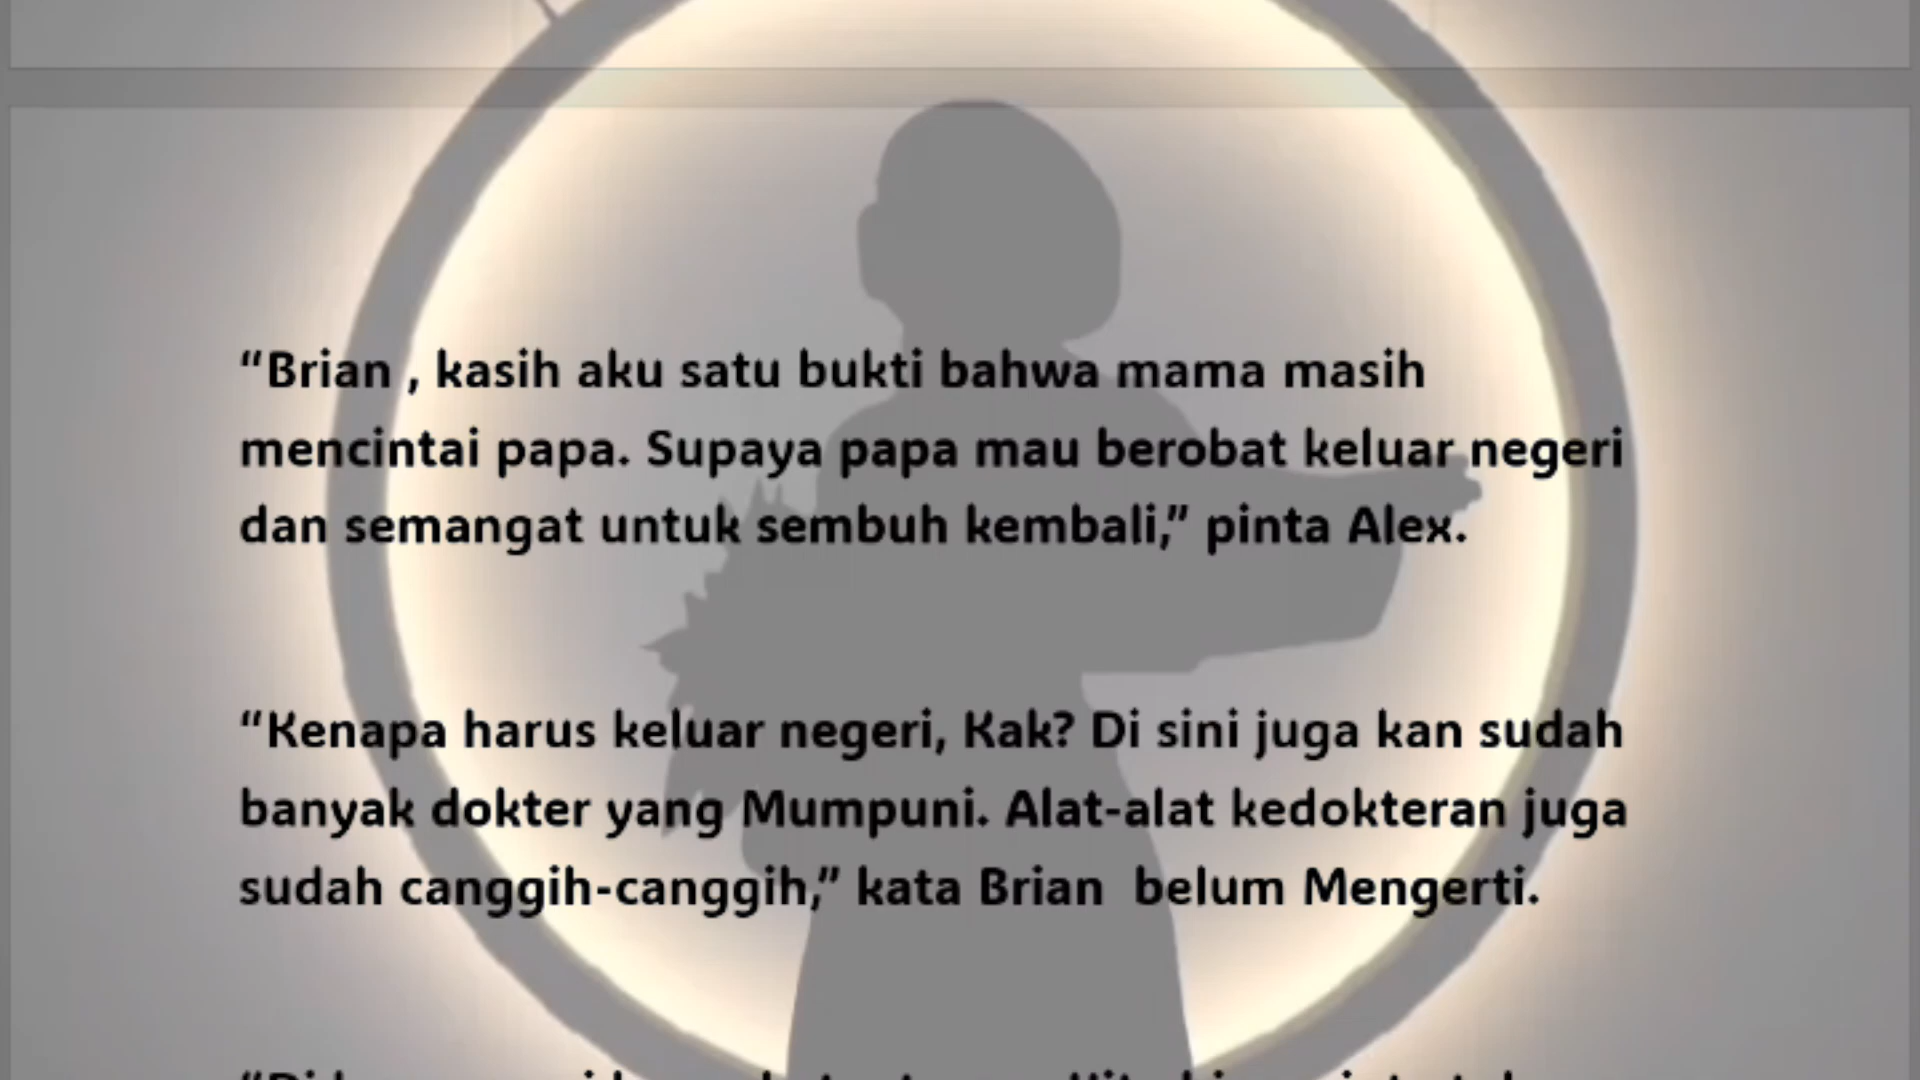 “Brian , kasih aku satu bukti bahwa mama masih
mencintai papa. Supaya papa mau berobat keluar negeri
dan semangat untuk sembuh kembali,” pinta Alex.
“Kenapa harus keluar negeri, Kak? Di sini juga kan sudah
banyak dokter yang Mumpuni. Alat-alat kedokteran juga
sudah canggih-canggih,” kata Brian  belum Mengerti.